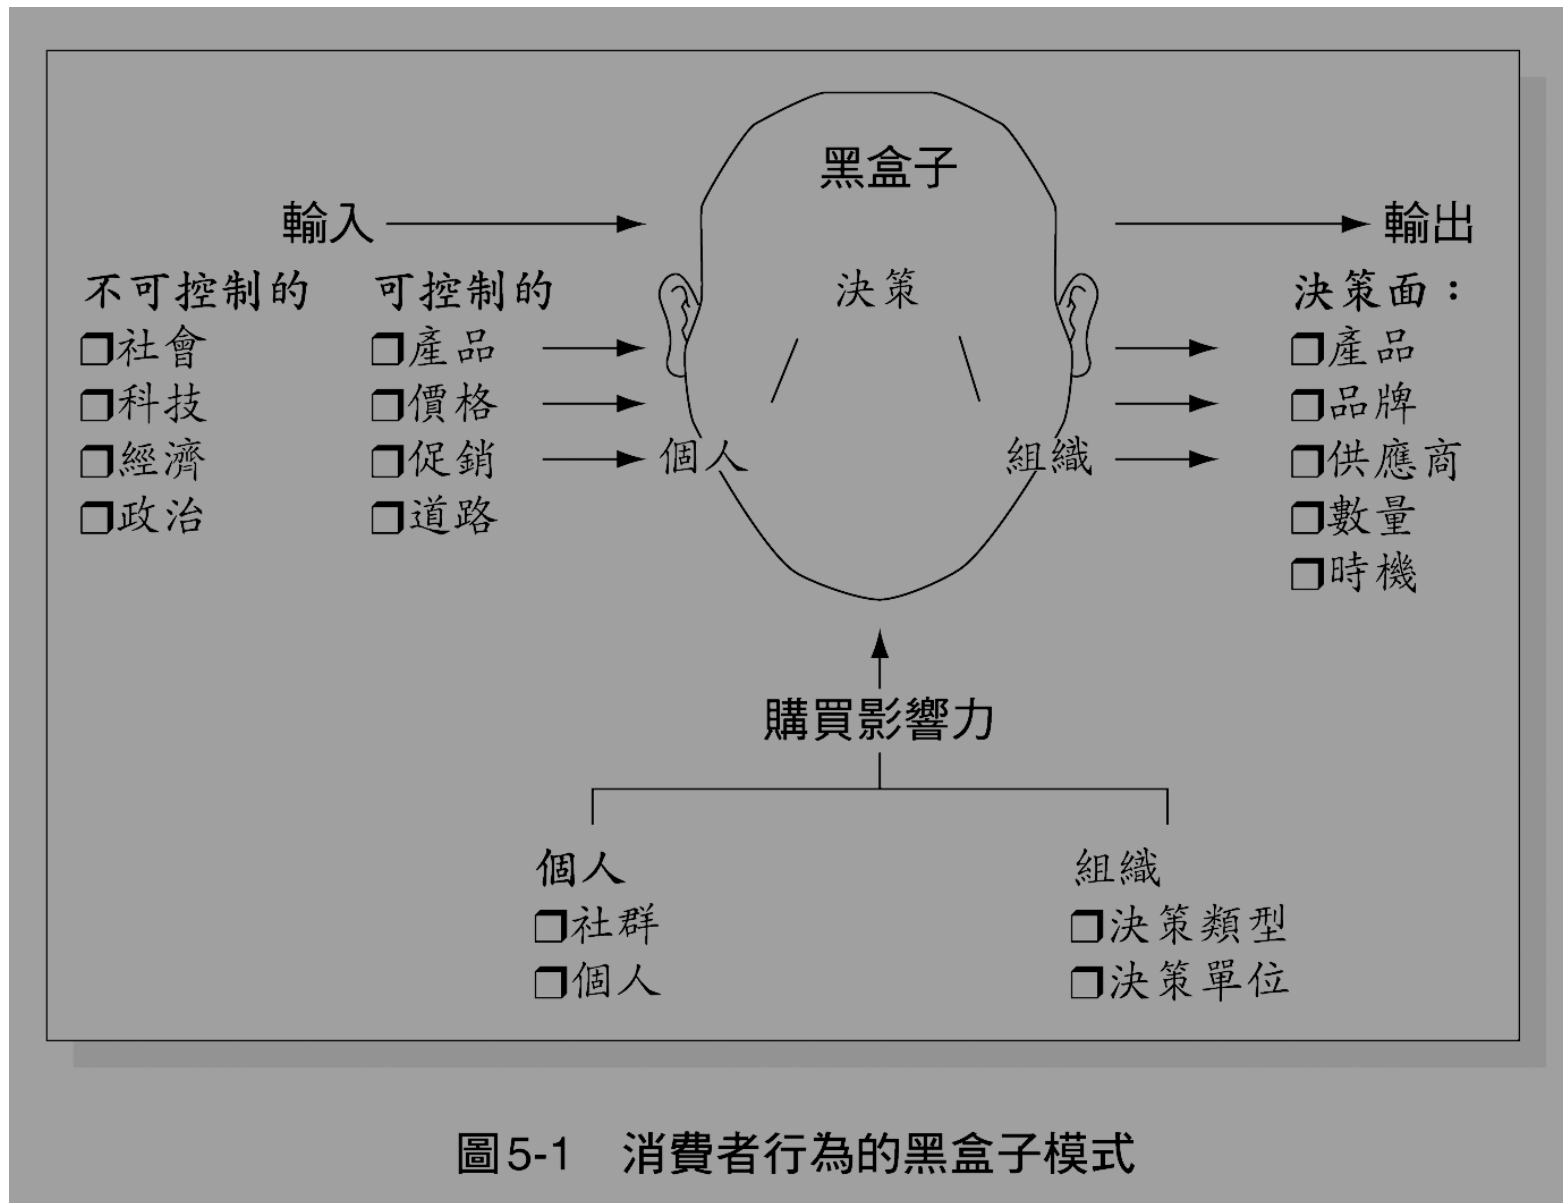 黑盒子
輸入
輸出
不可控制的 可控制的 決策 決策面：
社會 產品 產品
科技 價格 品牌
經濟 促銷 個人 組織 供應商
政治 道路 數量
時機
購買影響力
個人 組織
社群 決策類型
個人 決策單位
圖5-1 消費者行為的黑盒子模式